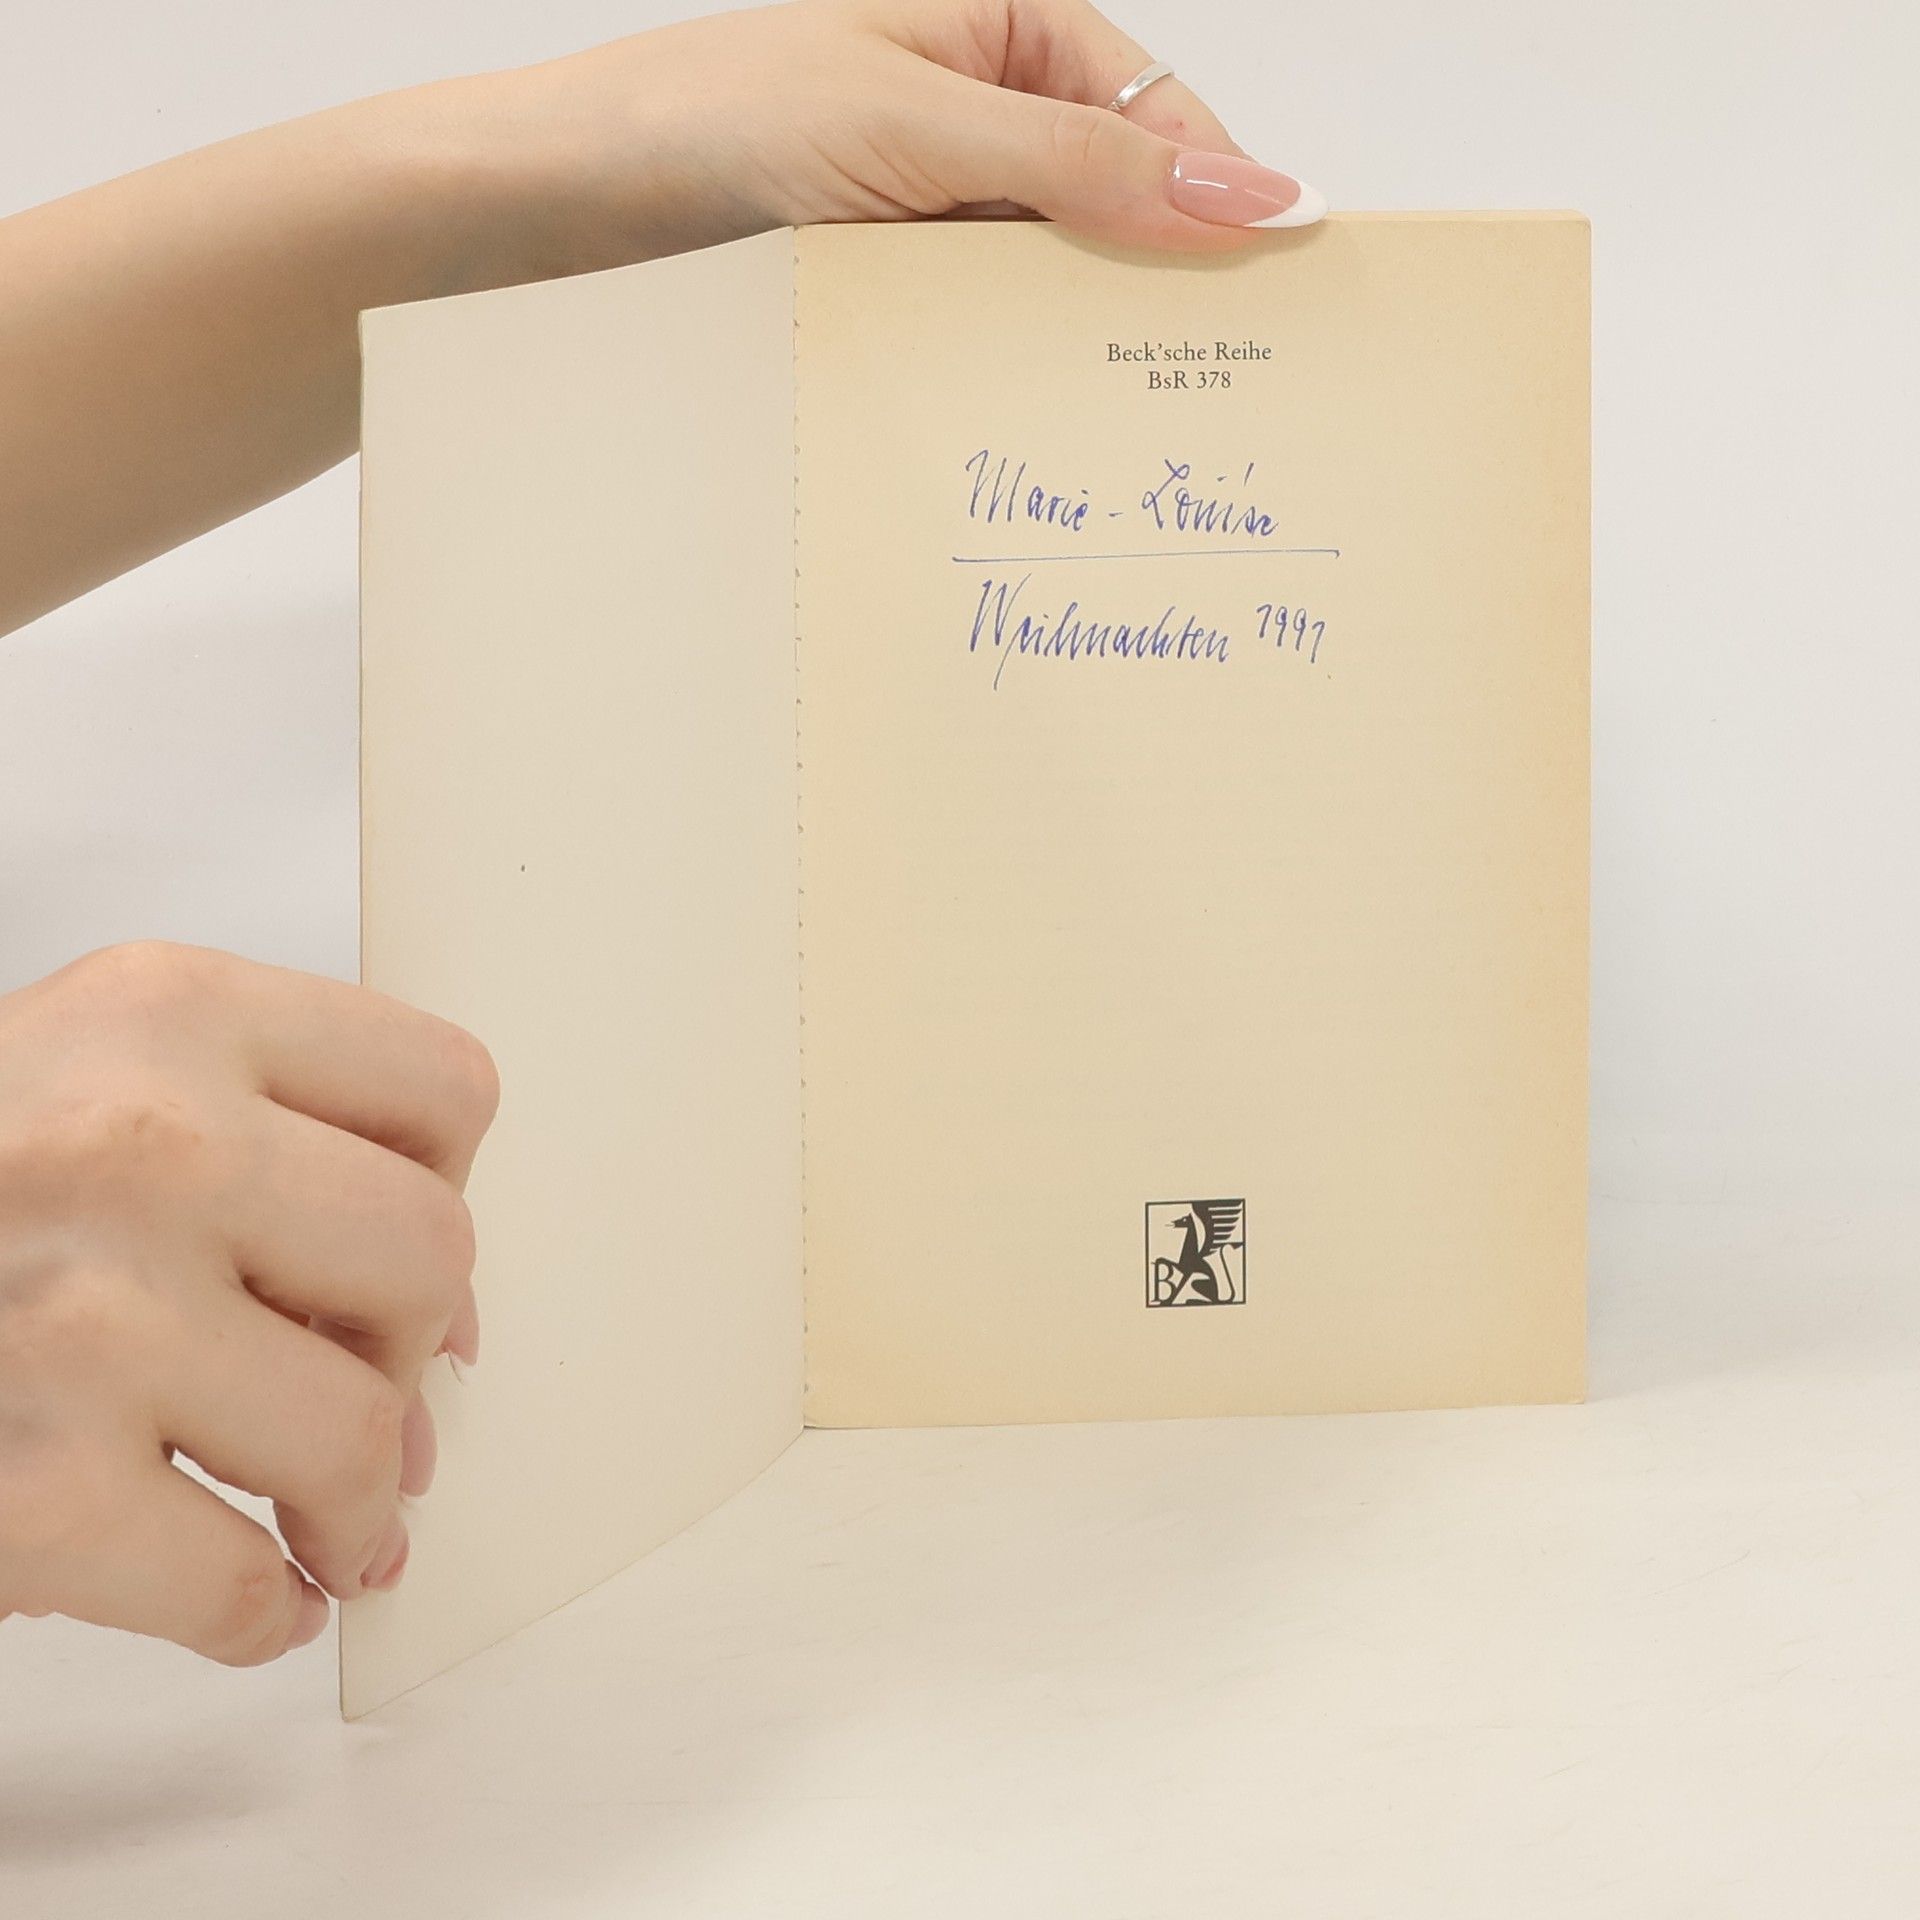 Beck'sche Reihe
BsR 378
Marie - Louise
Weihnachten 1991
B